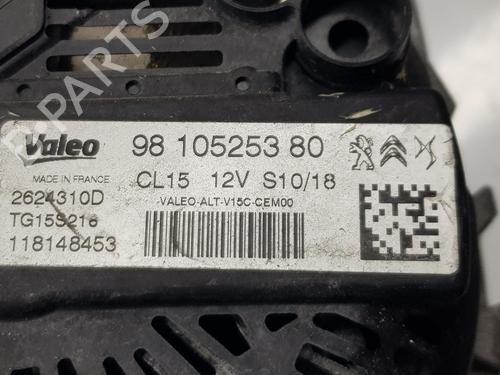 Valeo
98 105253 80
MADE IN FRANCE
CL15 12V S10/18
2624310D
-VALEO-ALT-V15C-CEM00
TG15S216
118148453
B-PARTS